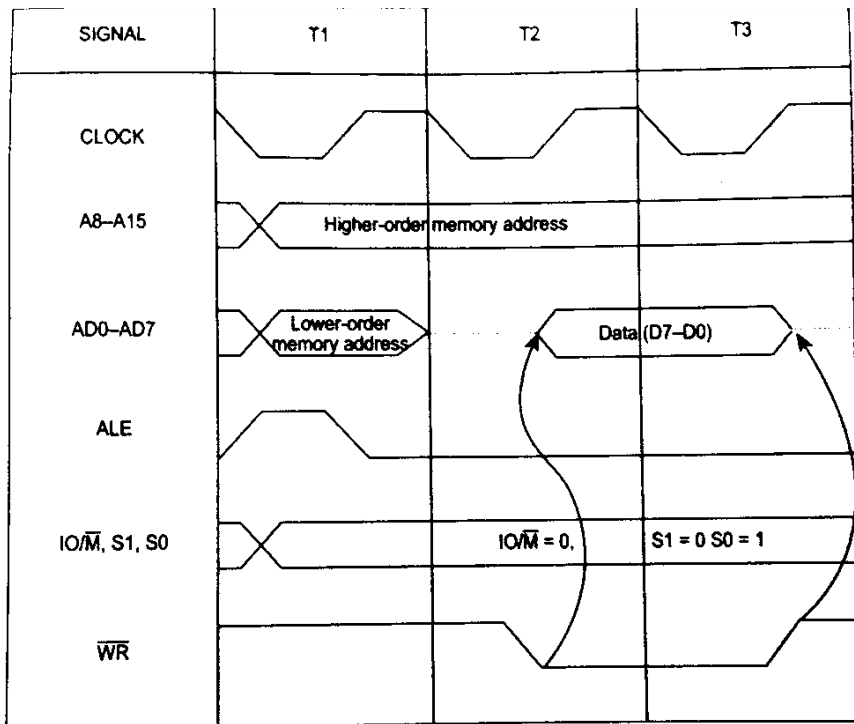 SIGNAL T1 T2 T3
CLOCK
A8–A15 Higher-order memory address
AD0–AD7 Lower-order memory address Data (D7–D0)
ALE
IO/M̅, S1, S0 IO/M̅ = 0, S1 = 0 S0 = 1
W̅R̅